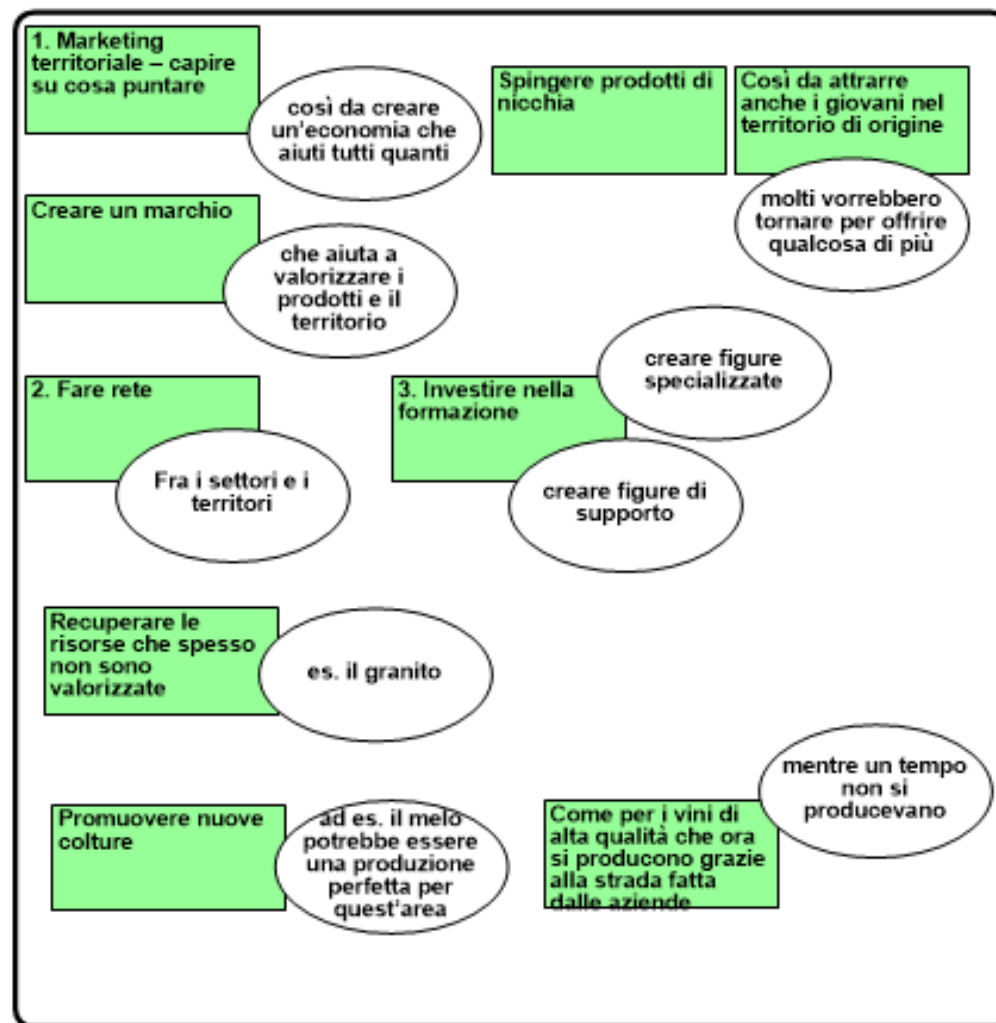 1. Marketing
territoriale – capire
su cosa puntare
così da creare
un'economia che
aiuti tutti quanti
Spingere prodotti di
nicchia
Così da attrarre
anche i giovani nel
territorio di origine
molti vorrebbero
tornare per offrire
qualcosa di più
Creare un marchio
che aiuta a
valorizzare i
prodotti e il
territorio
2. Fare rete
Fra i settori e i
territori
3. Investire nella
formazione
creare figure
specializzate
creare figure di
supporto
Recuperare le
risorse che spesso
non sono
valorizzate
es. il granito
Promuovere nuove
colture
ad es. il melo
potrebbe essere
una produzione
perfetta per
quest'area
Come per i vini di
alta qualità che ora
si producono grazie
alla strada fatta
dalle aziende
mentre un tempo
non si
producevano